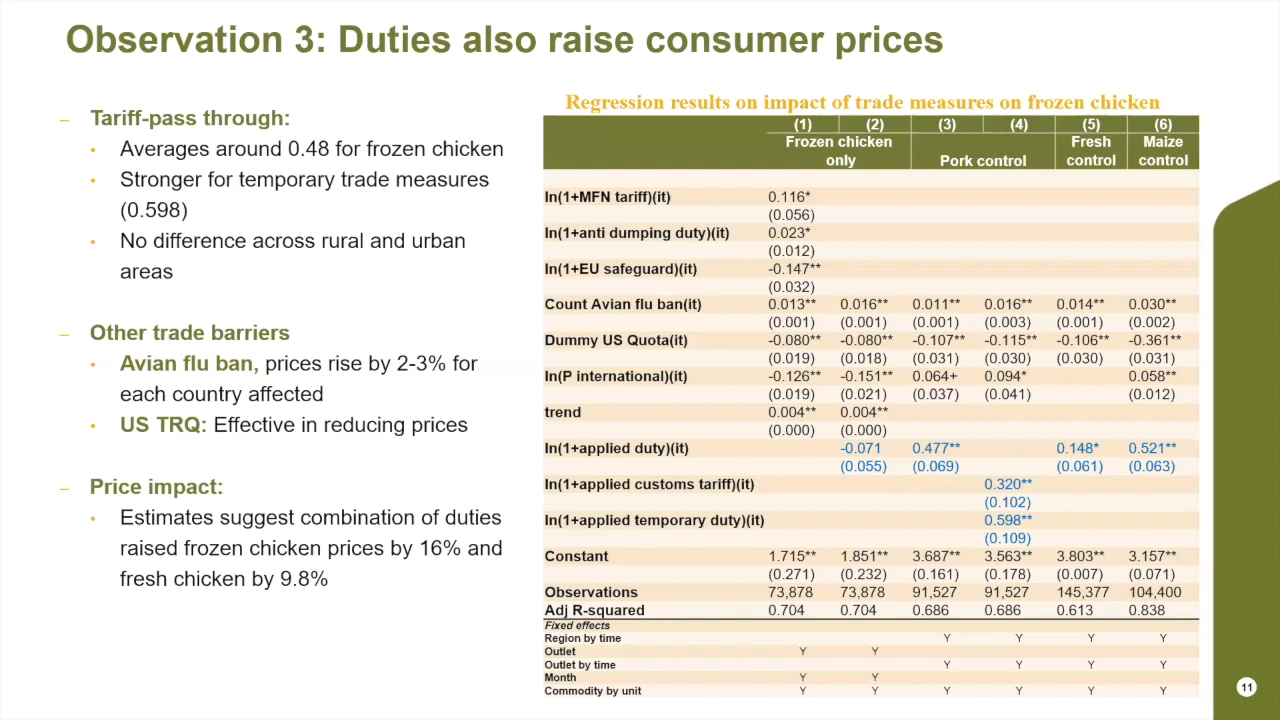 Observation 3: Duties also raise consumer prices
– Tariff-pass through:
• Averages around 0.48 for frozen chicken
• Stronger for temporary trade measures
(0.598)
• No difference across rural and urban
areas
– Other trade barriers
• Avian flu ban, prices rise by 2-3% for
each country affected
• US TRQ: Effective in reducing prices
– Price impact:
• Estimates suggest combination of duties
raised frozen chicken prices by 16% and
fresh chicken by 9.8%
Regression results on impact of trade measures on frozen chicken
(1) (2) (3) (4) (5) (6)
Frozen chicken only Pork control Fresh control Maize control
ln(1+MFN tariff)(it) 0.116*
(0.056)
ln(1+anti dumping duty)(it) 0.023*
(0.012)
ln(1+EU safeguard)(it) -0.147**
(0.032)
Count Avian flu ban(it) 0.013** 0.016** 0.011** 0.016** 0.014** 0.030**
(0.001) (0.001) (0.001) (0.003) (0.001) (0.002)
Dummy US Quota(it) -0.080** -0.080** -0.107** -0.115** -0.106** -0.361**
(0.019) (0.018) (0.031) (0.030) (0.030) (0.031)
ln(P international)(it) -0.126** -0.151** 0.064+ 0.094* 0.058**
(0.019) (0.021) (0.037) (0.041) (0.012)
trend 0.004** 0.004**
(0.000) (0.000)
ln(1+applied duty)(it) -0.071 0.477** 0.148* 0.521**
(0.055) (0.069) (0.061) (0.063)
ln(1+applied customs tariff)(it) 0.320**
(0.102)
ln(1+applied temporary duty)(it) 0.598**
(0.109)
Constant 1.715** 1.851** 3.687** 3.563** 3.803** 3.157**
(0.271) (0.232) (0.161) (0.178) (0.007) (0.071)
Observations 73,878 73,878 91,527 91,527 145,377 104,400
Adj R-squared 0.704 0.704 0.686 0.686 0.613 0.838
Fixed effects
Region by time Y Y Y Y
Outlet Y Y
Outlet by time Y Y Y Y
Month Y Y
Commodity by unit Y Y Y Y Y Y
11